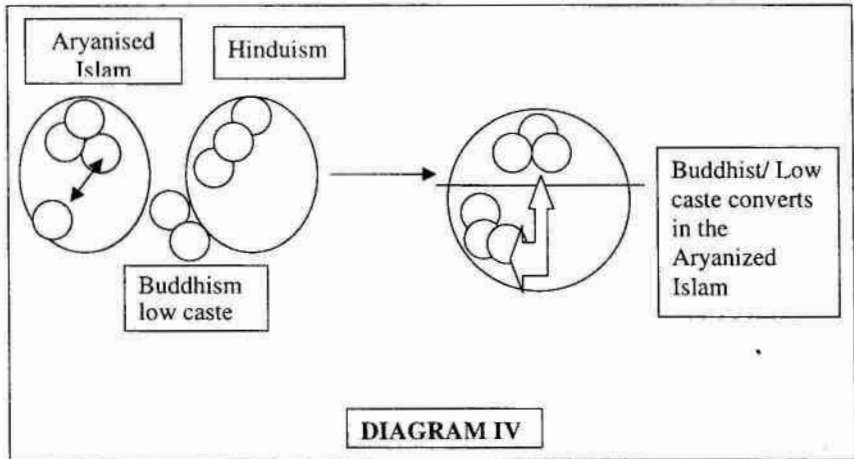 Aryanised
Islam
Hinduism
Buddhism
low caste
Buddhist/ Low
caste converts
in the
Aryanized
Islam
DIAGRAM IV